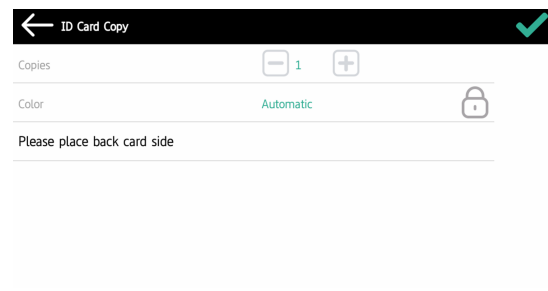 ID Card Copy
Copies
1
Color
Automatic
Please place back card side